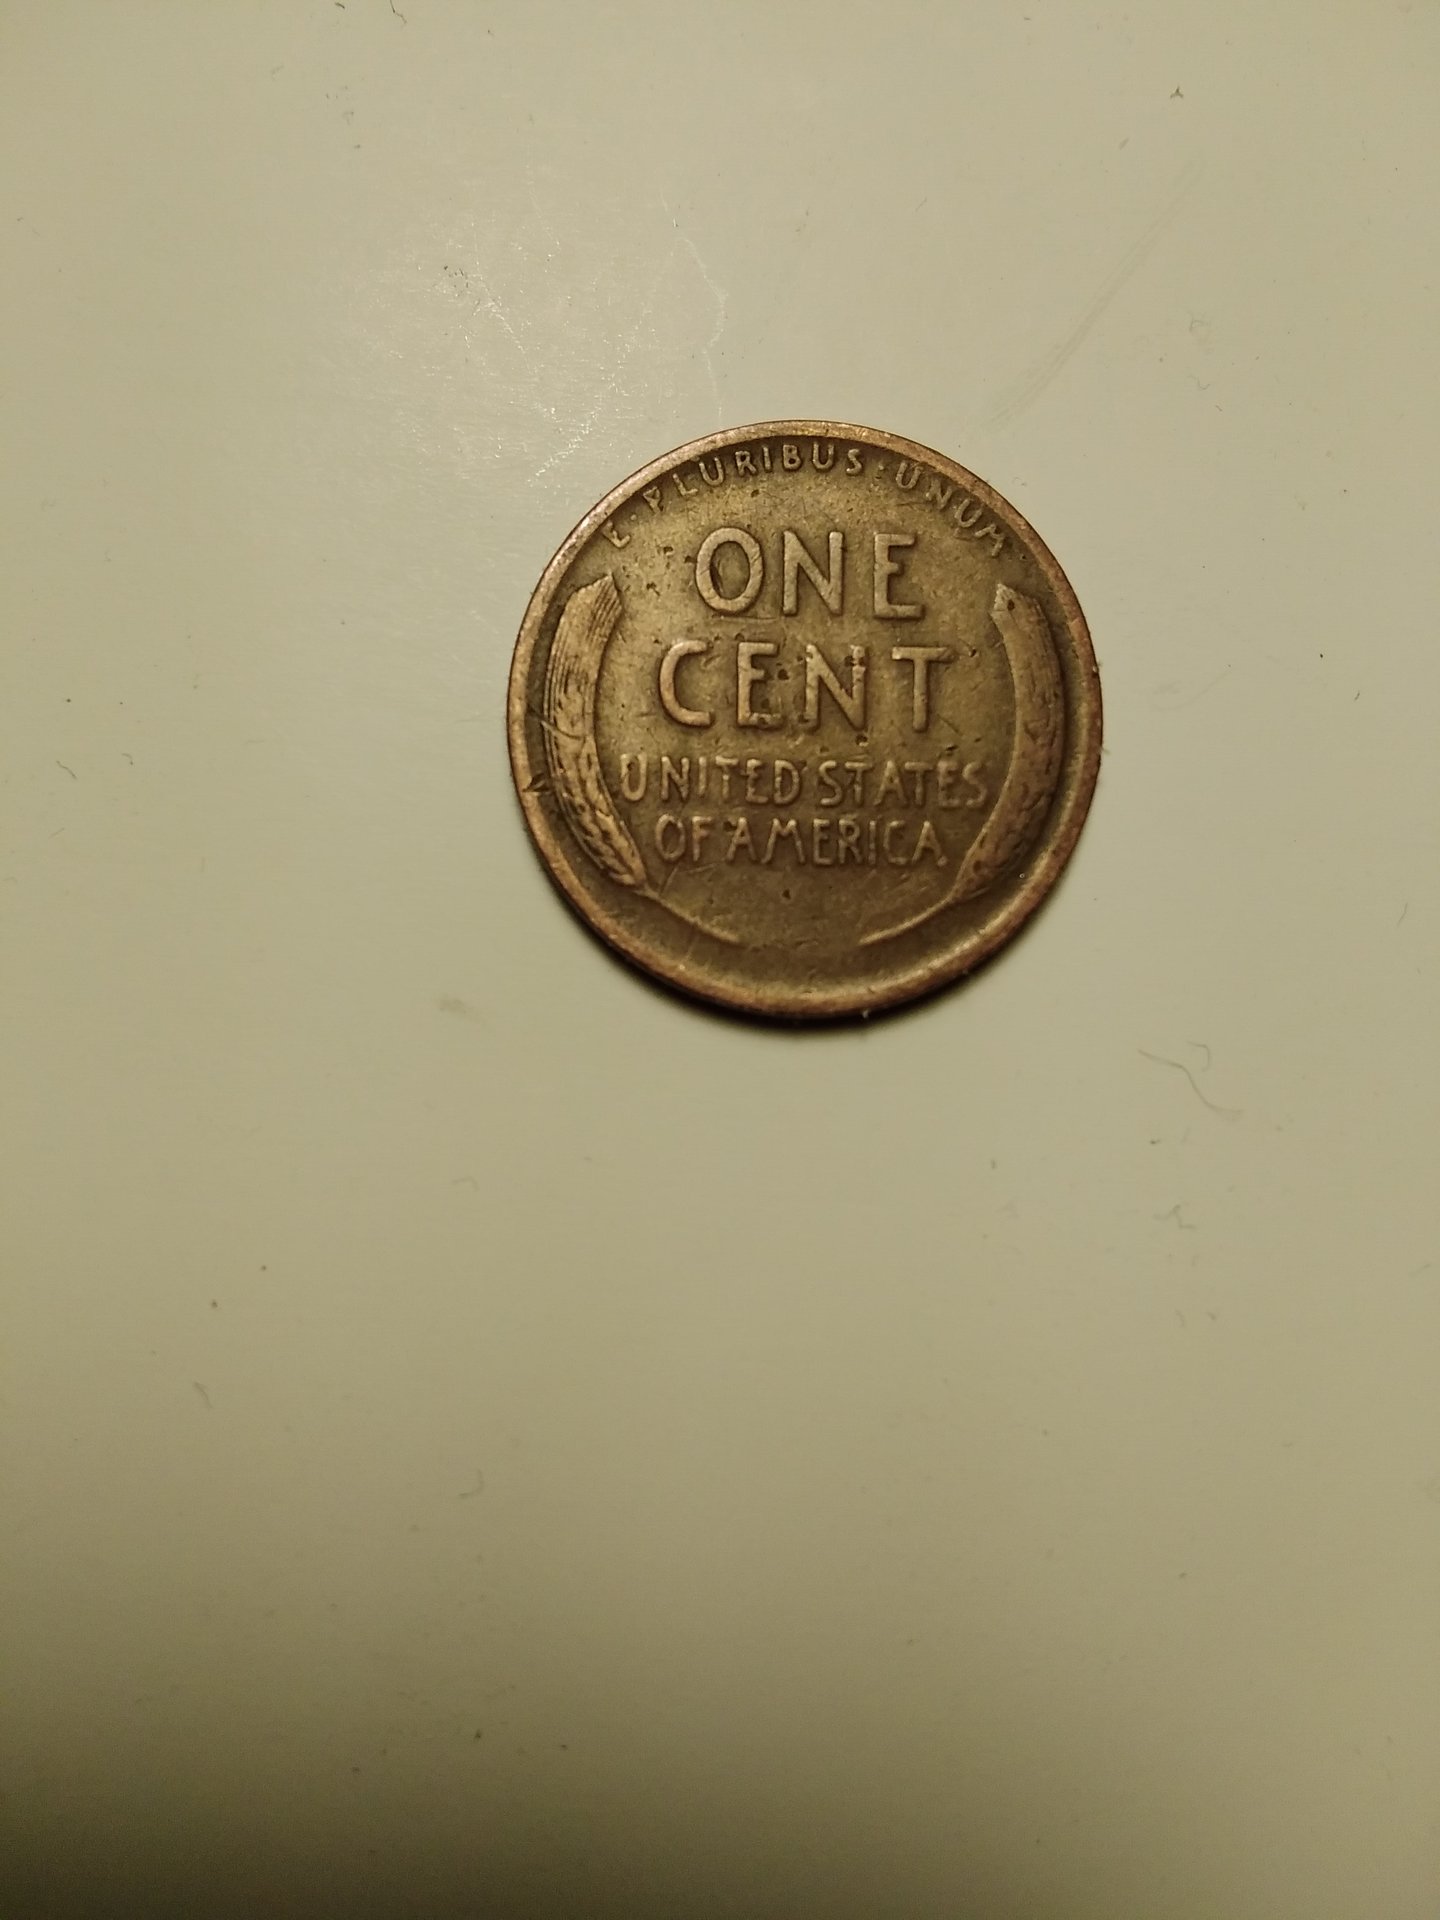 E·PLURIBUS·UNUM
ONE
CENT
UNITED STATES
OF AMERICA